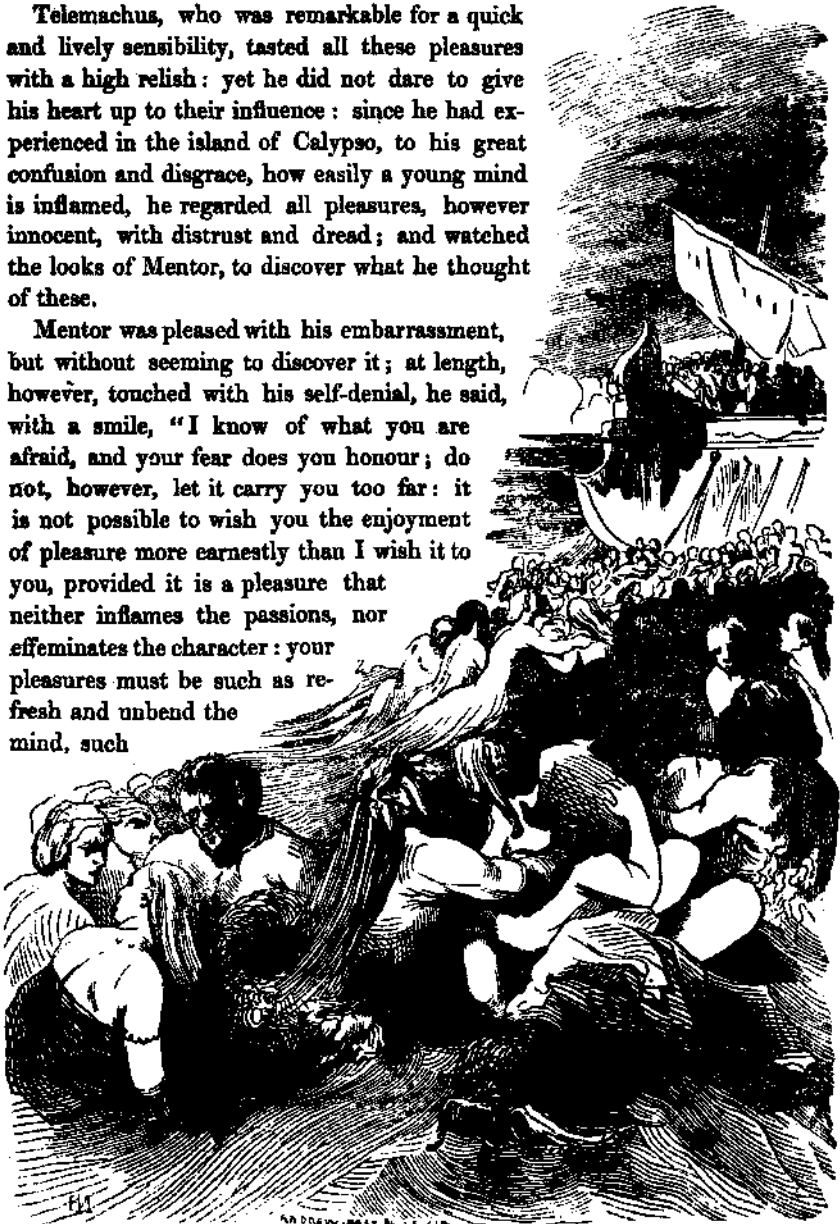 Telemachus, who was remarkable for a quick
and lively sensibility, tasted all these pleasures
with a high relish: yet he did not dare to give
his heart up to their influence: since he had ex-
perienced in the island of Calypso, to his great
confusion and disgrace, how easily a young mind
is inflamed, he regarded all pleasures, however
innocent, with distrust and dread; and watched
the looks of Mentor, to discover what he thought
of these.
Mentor was pleased with his embarrassment,
but without seeming to discover it; at length,
however, touched with his self-denial, he said,
with a smile, "I know of what you are
afraid, and your fear does you honour; do
not, however, let it carry you too far: it
is not possible to wish you the enjoyment
of pleasure more earnestly than I wish it to
you, provided it is a pleasure that
neither inflames the passions, nor
effeminates the character: your
pleasures must be such as re-
fresh and unbend the
mind, such